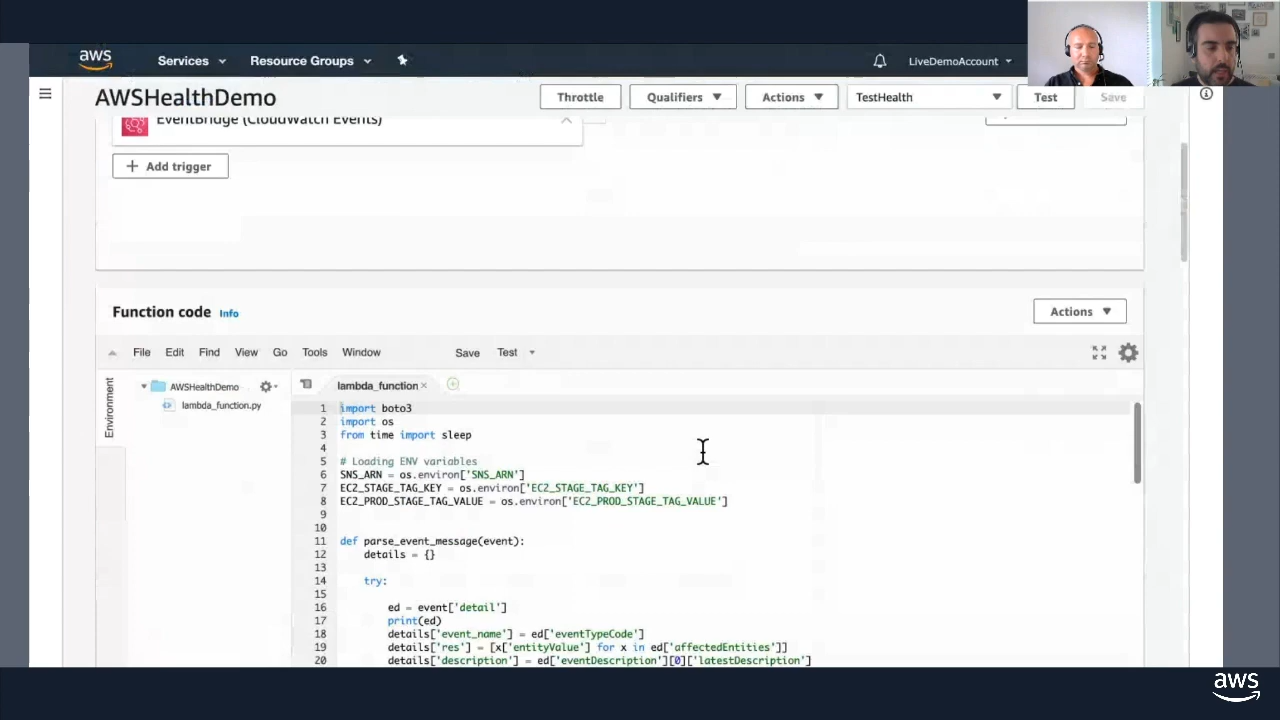 aws
Services
Resource Groups
LiveDemoAccount
AWSHealthDemo
Throttle
Qualifiers
Actions
TestHealth
Test
Save
EventBridge (CloudWatch Events)
+ Add trigger
Function code
Info
Actions
File
Edit
Find
View
Go
Tools
Window
Save
Test
Environment
AWSHealthDemo
lambda_function.py
lambda_function
1 import boto3
2 import os
3 from time import sleep
4
5 # Loading ENV variables
6 SNS_ARN = os.environ['SNS_ARN']
7 EC2_STAGE_TAG_KEY = os.environ['EC2_STAGE_TAG_KEY']
8 EC2_PROD_STAGE_TAG_VALUE = os.environ['EC2_PROD_STAGE_TAG_VALUE']
9
10
11 def parse_event_message(event):
12 details = {}
13
14 try:
15
16 ed = event['detail']
17 print(ed)
18 details['event_name'] = ed['eventTypeCode']
19 details['res'] = [x['entityValue'] for x in ed['affectedEntities']]
20 details['description'] = ed['eventDescription'][0]['latestDescription']
aws